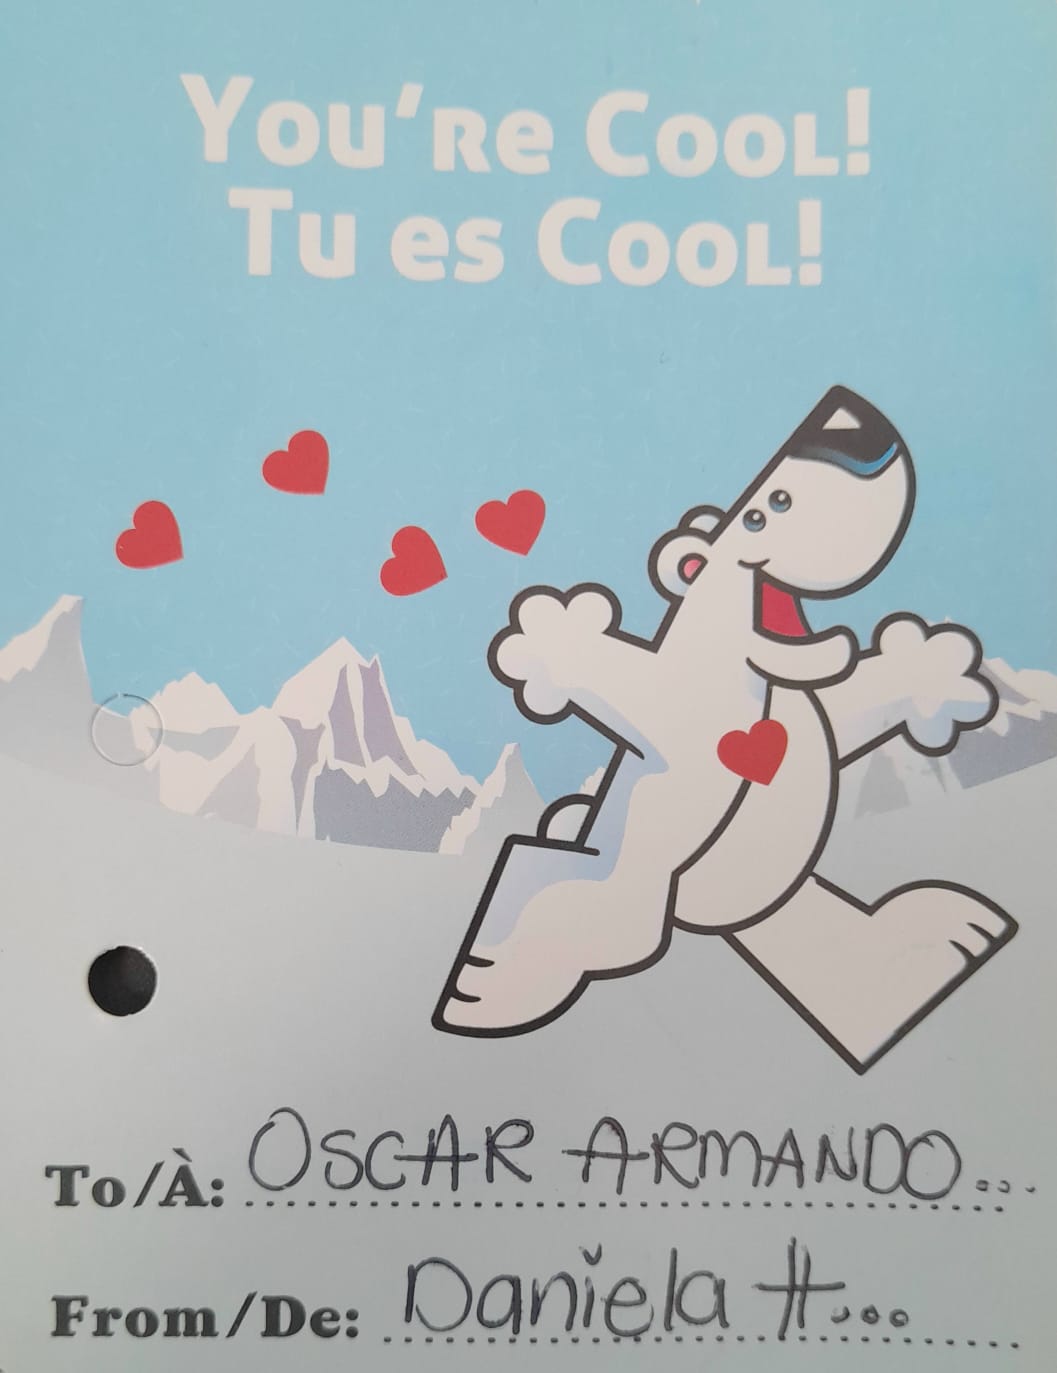 You're Cool!
Tu es Cool!
To/À: OSCAR ARMANDO...
From/De: Daniela H....